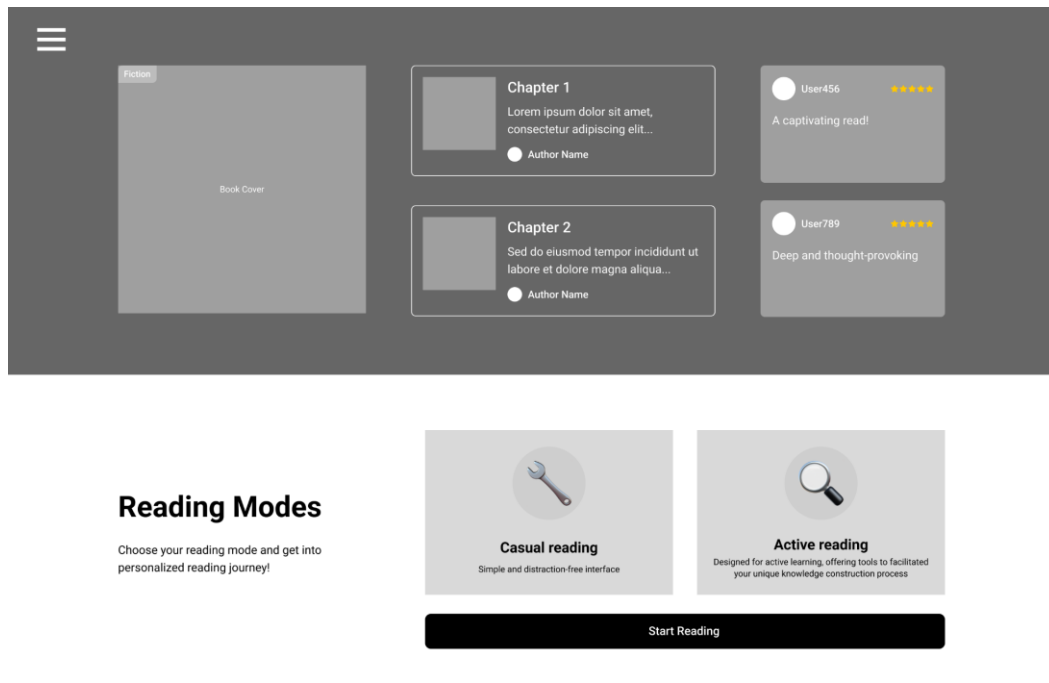 Fiction
Book Cover
Chapter 1
Lorem ipsum dolor sit amet,
consectetur adipiscing elit...
Author Name
Chapter 2
Sed do eiusmod tempor incididunt ut
labore et dolore magna aliqua...
Author Name
User456
A captivating read!
User789
Deep and thought-provoking
Reading Modes
Choose your reading mode and get into
personalized reading journey!
Casual reading
Simple and distraction-free interface
Active reading
Designed for active learning, offering tools to facilitated
your unique knowledge construction process
Start Reading